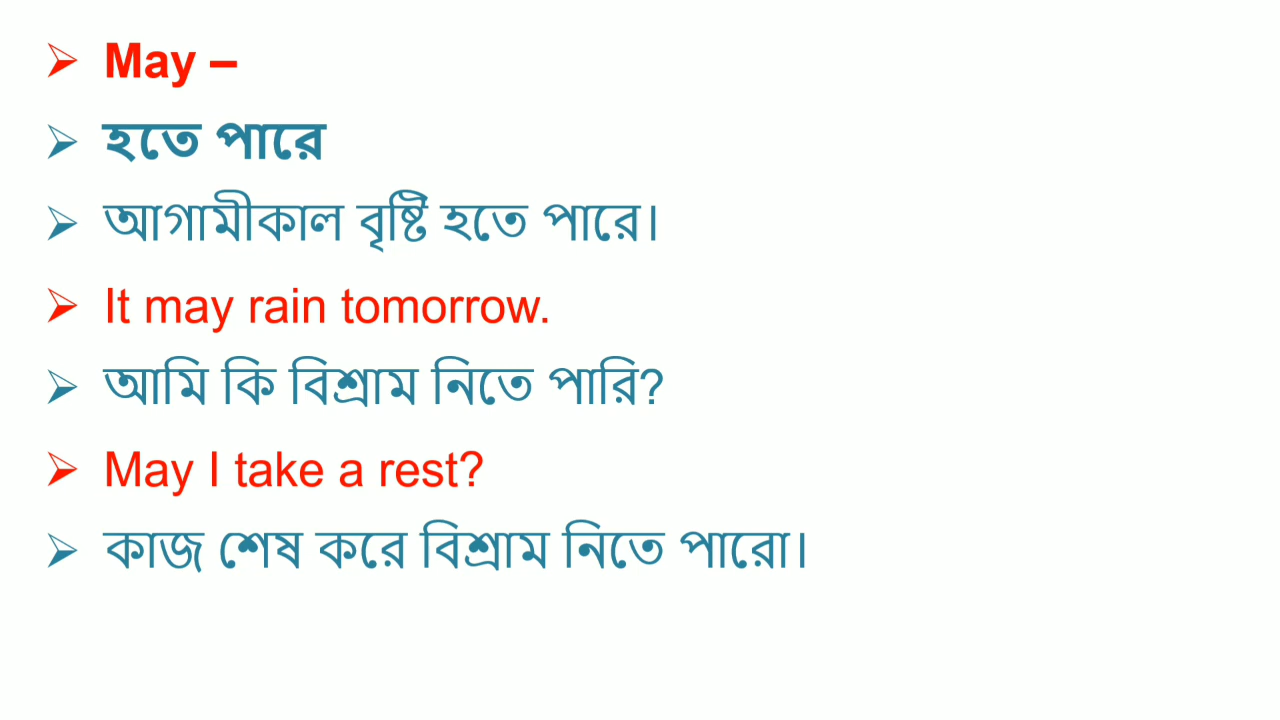 ➢ May –
➢ হতে পারে
➢ আগামীকাল বৃষ্টি হতে পারে।
➢ It may rain tomorrow.
➢ আমি কি বিশ্রাম নিতে পারি?
➢ May I take a rest?
➢ কাজ শেষ করে বিশ্রাম নিতে পারো।